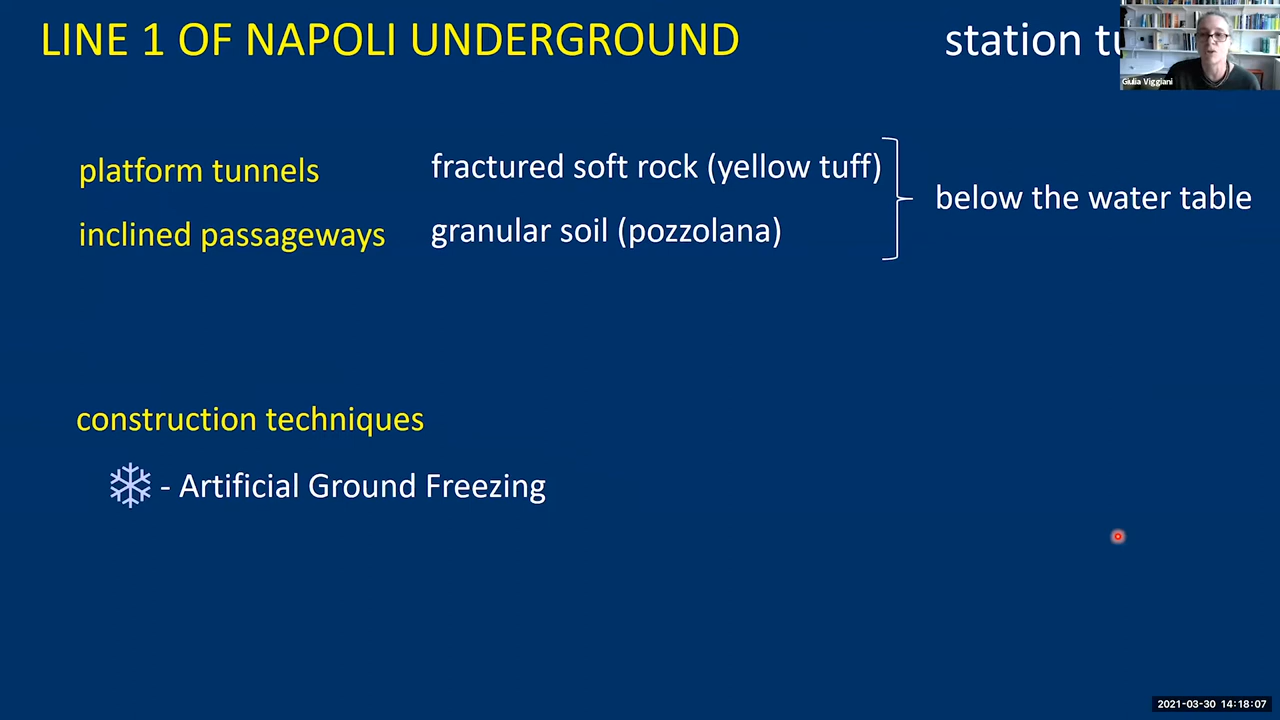 LINE 1 OF NAPOLI UNDERGROUND
station
Giulia Viggiani
platform tunnels
fractured soft rock (yellow tuff)
inclined passageways
granular soil (pozzolana)
below the water table
construction techniques
- Artificial Ground Freezing
2021-03-30 14:18:07